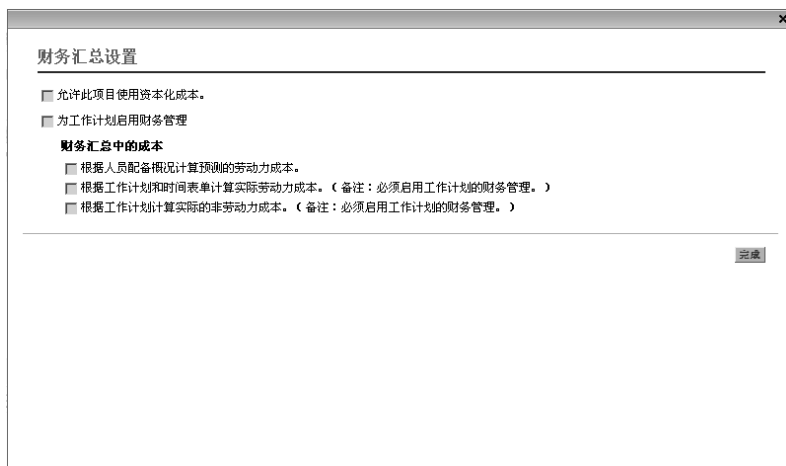 财务汇总设置
允许此项目使用资本化成本。
为工作计划启用财务管理
财务汇总中的成本
根据人员配备概况计算预测的劳动力成本。
根据工作计划和时间表单计算实际劳动力成本。（备注：必须启用工作计划的财务管理。）
根据工作计划计算实际的非劳动力成本。（备注：必须启用工作计划的财务管理。）
完成